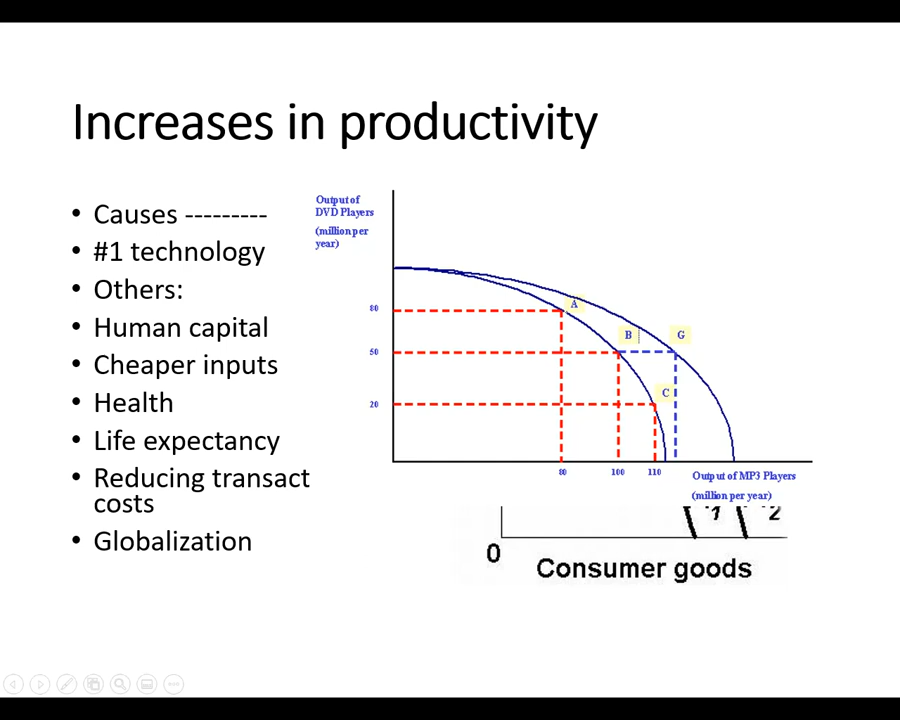 Increases in productivity
• Causes ---------
• #1 technology
• Others:
• Human capital
• Cheaper inputs
• Health
• Life expectancy
• Reducing transact
costs
• Globalization
Output of
DVD Players
(million per
year)
80
50
20
A
B
G
C
80 100 110
Output of MP3 Players
(million per year)
1 2
0
Consumer goods